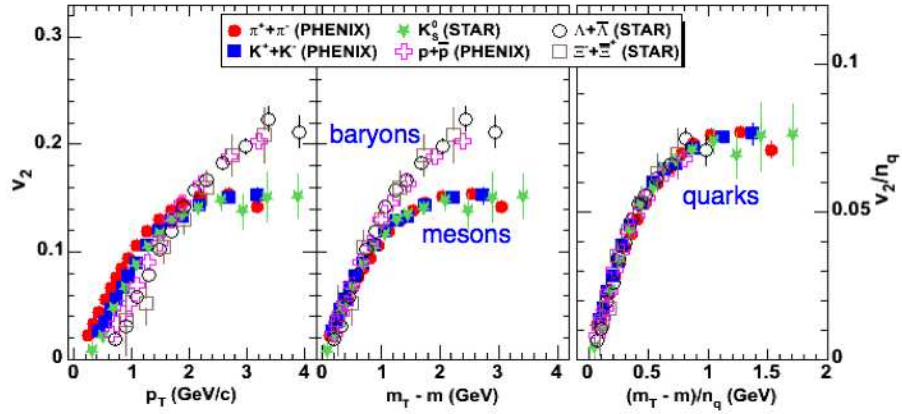 π⁺+π⁻ (PHENIX) K⁰_S (STAR) Λ+Λ̅ (STAR)
K⁺+K⁻ (PHENIX) p+p̅ (PHENIX) Ξ⁻+Ξ̅⁺ (STAR)
0.3
0.2
0.1
0
v₂
baryons
mesons
quarks
0.1
0.05
0
v₂/n_q
0 1 2 3 4
0 1 2 3 4
0 0.5 1 1.5 2
p_T (GeV/c)
m_T - m (GeV)
(m_T - m)/n_q (GeV)